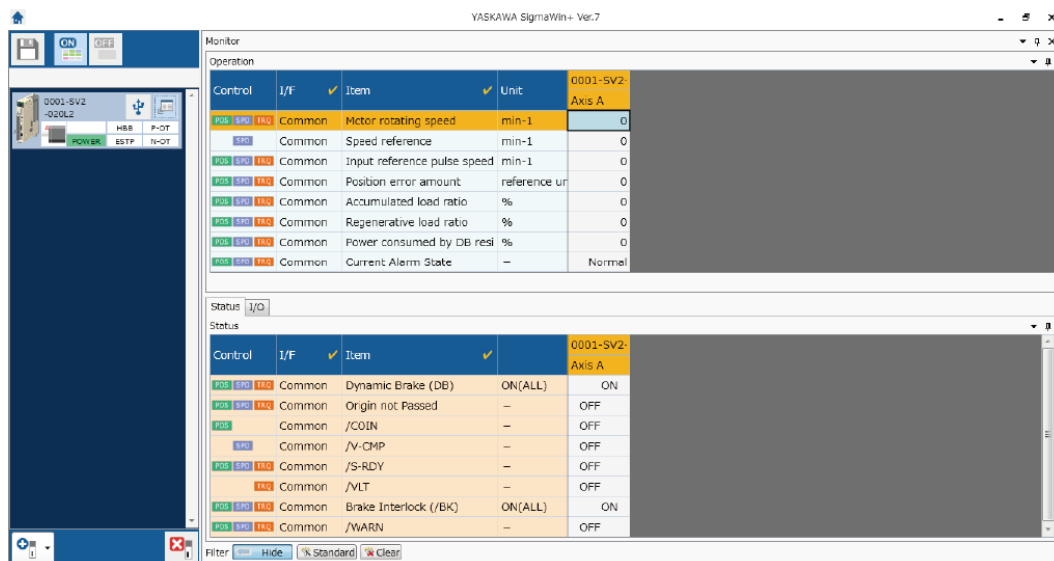 YASKAWA SigmaWin+ Ver.7
ON OFF
Monitor
Operation
0001-SV2
-020L2
HBB P-OT
POWER ESTP N-OT
Control I/F Item Unit 0001-SV2-
Axis A
POS SPD TRQ Common Motor rotating speed min-1 0
SPD Common Speed reference min-1 0
POS SPD TRQ Common Input reference pulse speed min-1 0
POS SPD TRQ Common Position error amount reference ur 0
POS SPD TRQ Common Accumulated load ratio % 0
POS SPD TRQ Common Regenerative load ratio % 0
POS SPD TRQ Common Power consumed by DB resi % 0
POS SPD TRQ Common Current Alarm State – Normal
Status I/O
Status
Control I/F Item 0001-SV2-
Axis A
POS SPD TRQ Common Dynamic Brake (DB) ON(ALL) ON
POS SPD TRQ Common Origin not Passed – OFF
POS Common /COIN – OFF
SPD Common /V-CMP – OFF
POS SPD TRQ Common /S-RDY – OFF
TRQ Common /VLT – OFF
POS SPD TRQ Common Brake Interlock (/BK) ON(ALL) ON
POS SPD TRQ Common /WARN – OFF
Filter Hide Standard Clear